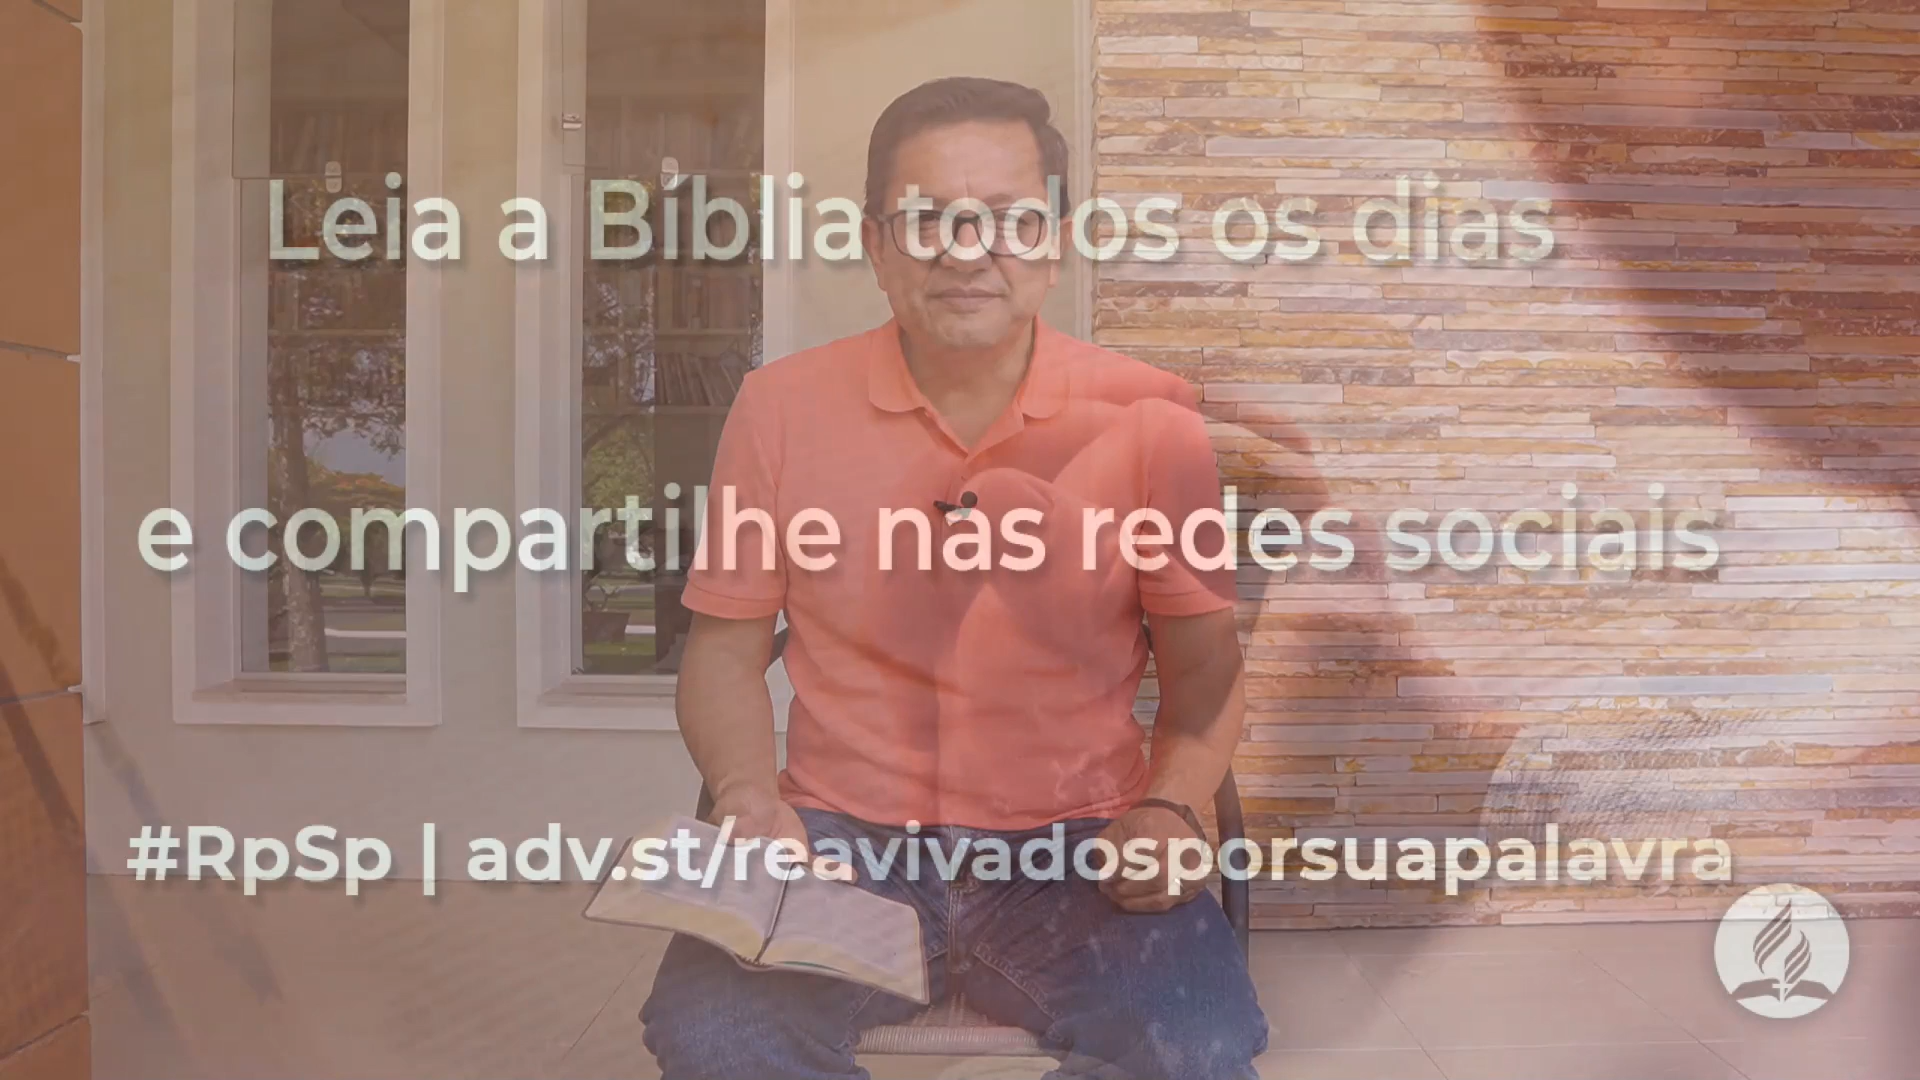 Leia a Bíblia todos os dias
e compartilhe nas redes sociais
#RpSp | adv.st/reavivadosporsuapalavra